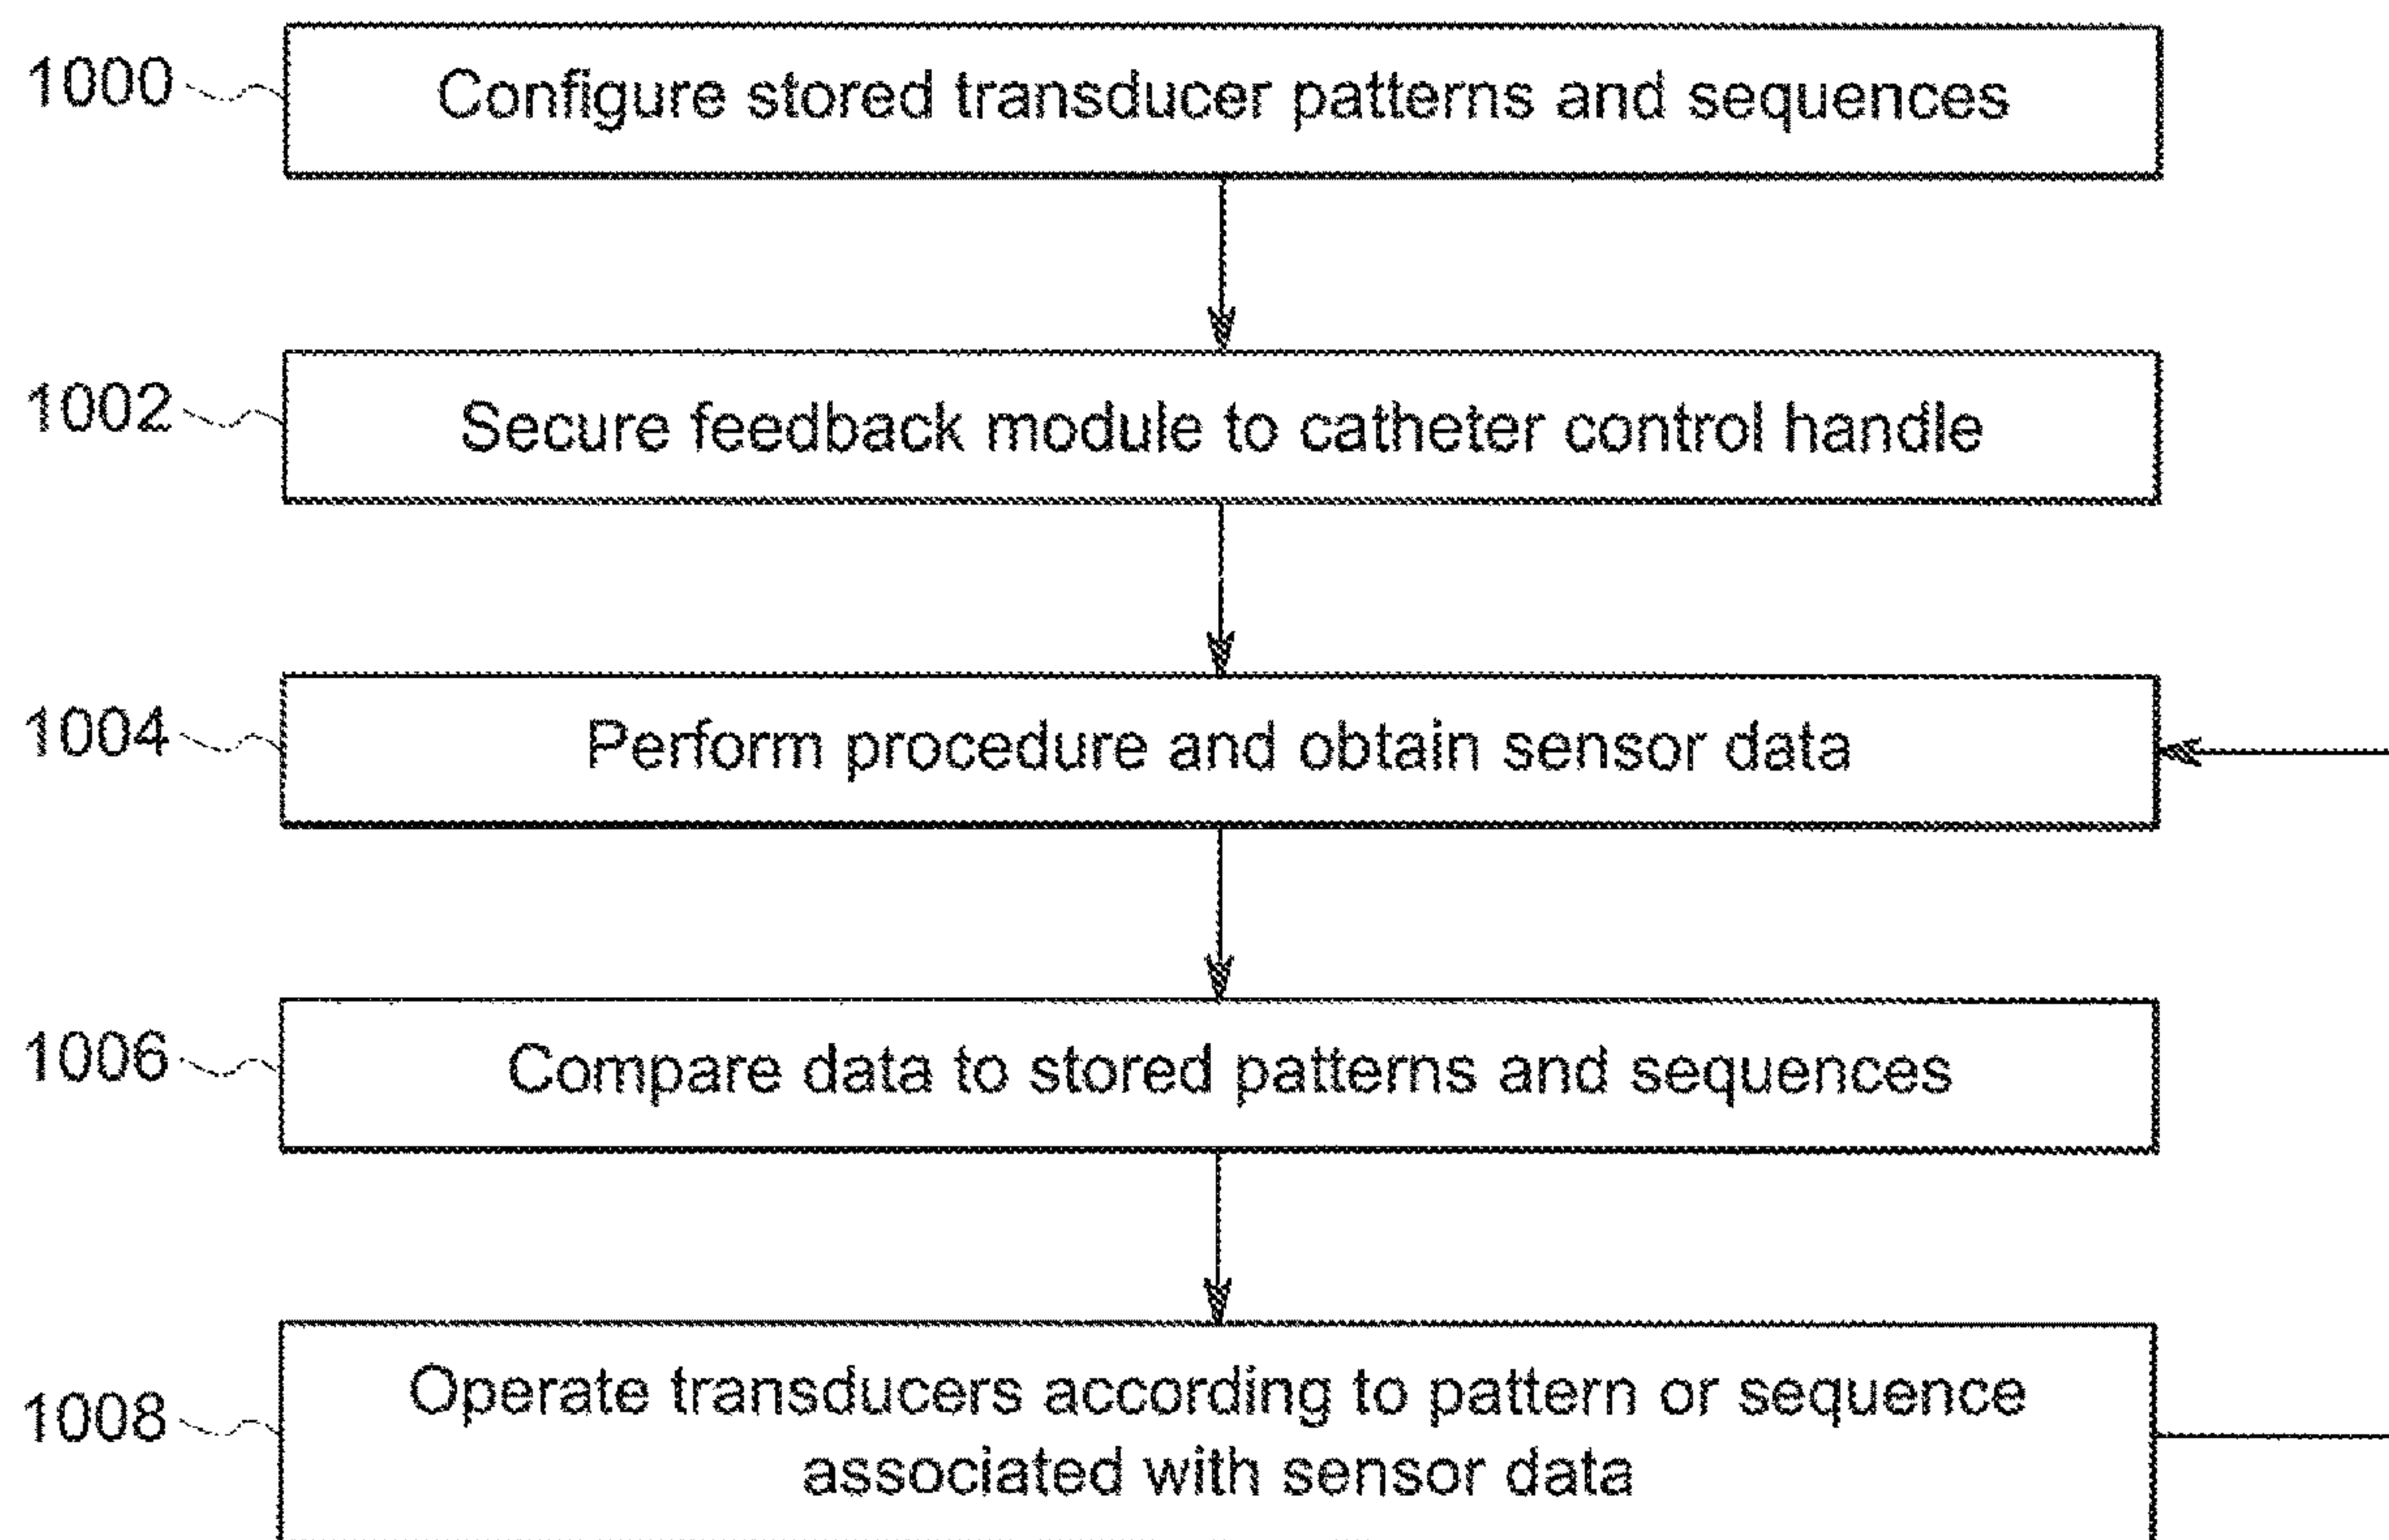 1000 Configure stored transducer patterns and sequences
1002 Secure feedback module to catheter control handle
1004 Perform procedure and obtain sensor data
1006 Compare data to stored patterns and sequences
1008 Operate transducers according to pattern or sequence
associated with sensor data